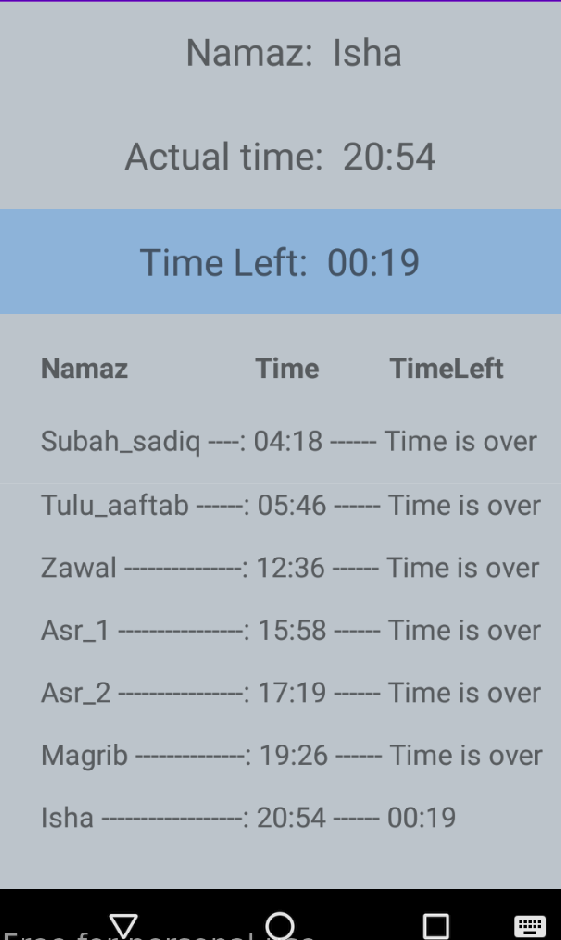 Namaz: Isha
Actual time: 20:54
Time Left: 00:19
Namaz Time TimeLeft
Subah_sadiq ----: 04:18 ------ Time is over
Tulu_aaftab ------: 05:46 ------ Time is over
Zawal ---------------: 12:36 ------ Time is over
Asr_1 ----------------: 15:58 ------ Time is over
Asr_2 ----------------: 17:19 ------ Time is over
Magrib --------------: 19:26 ------ Time is over
Isha ------------------: 20:54 ------ 00:19
Free for personal use